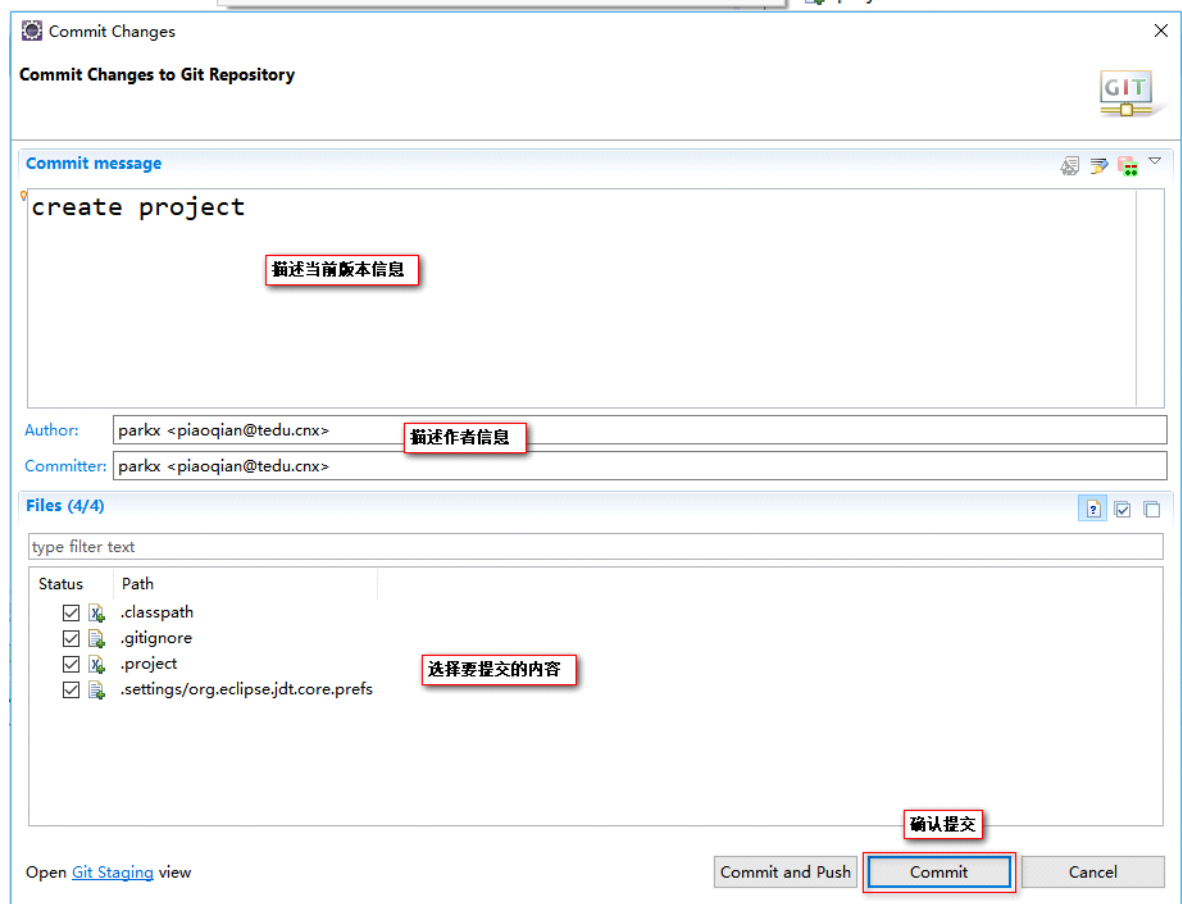 Commit Changes
Commit Changes to Git Repository
GIT
Commit message
create project
描述当前版本信息
Author: parkx <piaoqian@tedu.cnx>
描述作者信息
Committer: parkx <piaoqian@tedu.cnx>
Files (4/4)
type filter text
Status Path
.classpath
.gitignore
.project
选择要提交的内容
.settings/org.eclipse.jdt.core.prefs
确认提交
Open Git Staging view Commit and Push Commit Cancel